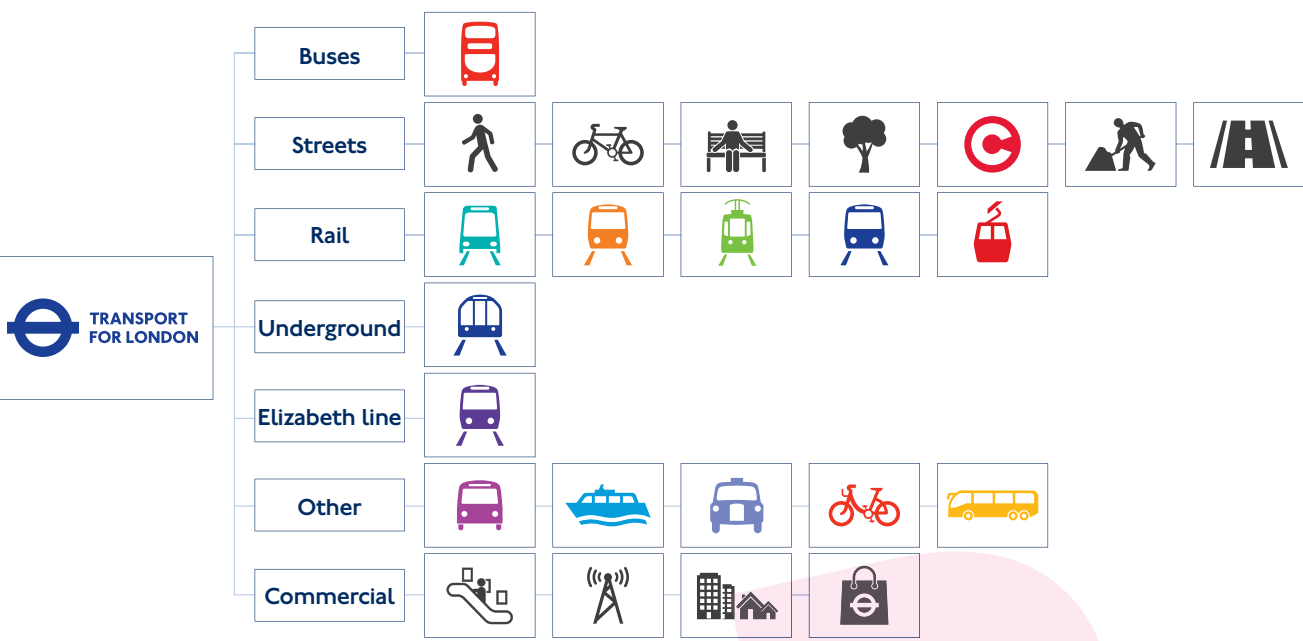 Buses
Streets
Rail
TRANSPORT
FOR LONDON
Underground
Elizabeth line
Other
Commercial